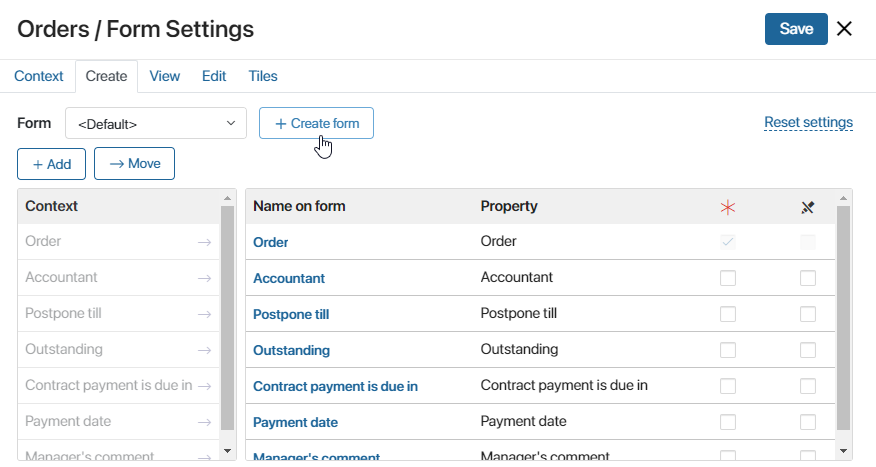 Orders / Form Settings
Save
Context Create View Edit Tiles
Form <Default> + Create form Reset settings
+ Add → Move
Context Name on form Property
Order → Order Order
Accountant → Accountant Accountant
Postpone till → Postpone till Postpone till
Outstanding → Outstanding Outstanding
Contract payment is due in → Contract payment is due in Contract payment is due in
Payment date → Payment date Payment date
Manager's comment Manager's comment Manager's comment